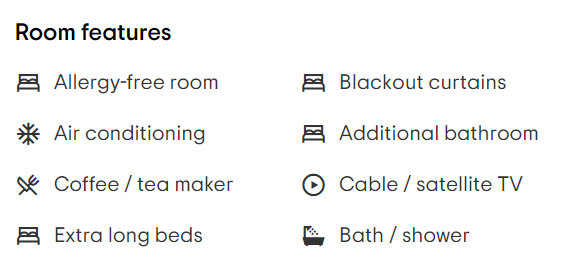 Room features
Allergy-free room
Blackout curtains
Air conditioning
Additional bathroom
Coffee / tea maker
Cable / satellite TV
Extra long beds
Bath / shower